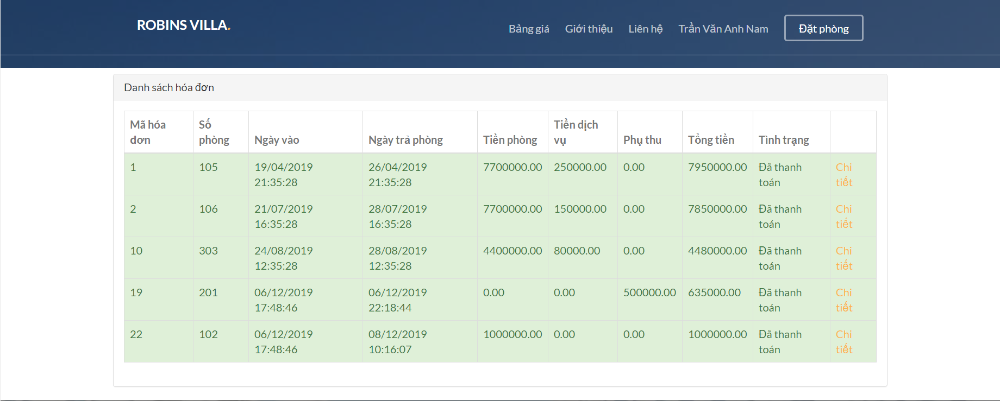 ROBINS VILLA.
Bảng giá Giới thiệu Liên hệ Trần Văn Anh Nam Đặt phòng
Danh sách hóa đơn
Mã hóa đơn Số phòng Ngày vào Ngày trả phòng Tiền phòng Tiền dịch vụ Phụ thu Tổng tiền Tình trạng
1 105 19/04/2019 21:35:28 26/04/2019 21:35:28 7700000.00 250000.00 0.00 7950000.00 Đã thanh toán Chi tiết
2 106 21/07/2019 16:35:28 28/07/2019 16:35:28 7700000.00 150000.00 0.00 7850000.00 Đã thanh toán Chi tiết
10 303 24/08/2019 12:35:28 28/08/2019 12:35:28 4400000.00 80000.00 0.00 4480000.00 Đã thanh toán Chi tiết
19 201 06/12/2019 17:48:46 06/12/2019 22:18:44 0.00 0.00 500000.00 635000.00 Đã thanh toán Chi tiết
22 102 06/12/2019 17:48:46 08/12/2019 10:16:07 1000000.00 0.00 0.00 1000000.00 Đã thanh toán Chi tiết